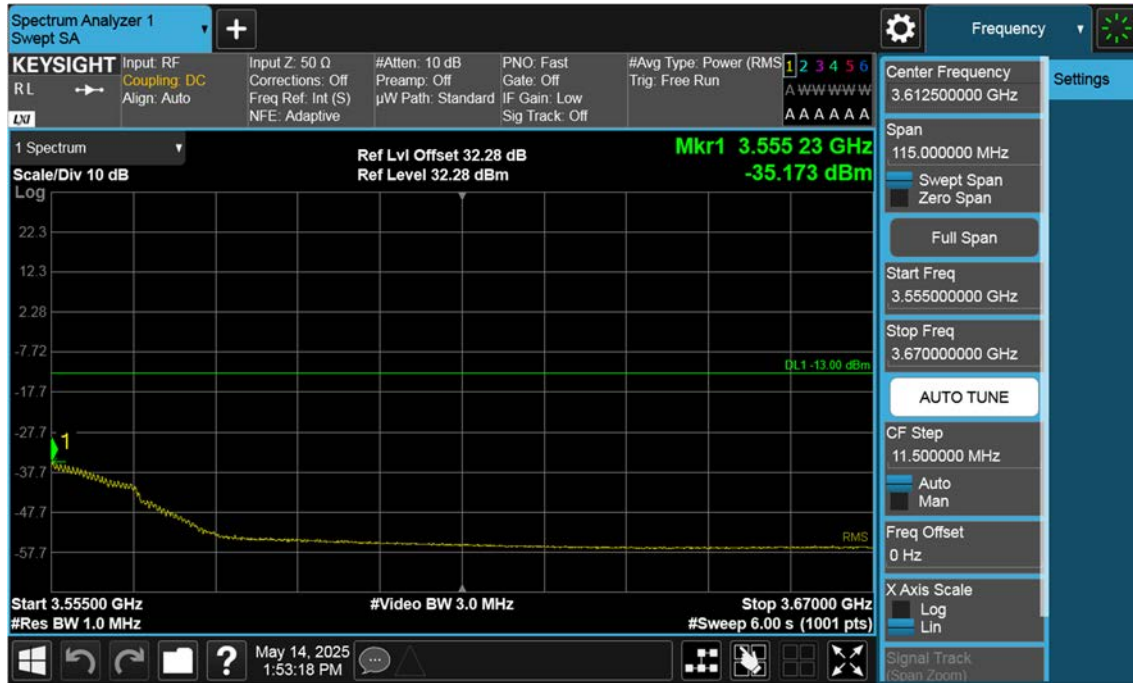 Spectrum Analyzer 1
Swept SA
+
Frequency
KEYSIGHT
RL
LXI
Input: RF
Coupling: DC
Align: Auto
Input Z: 50 Ω
Corrections: Off
Freq Ref: Int (S)
NFE: Adaptive
#Atten: 10 dB
Preamp: Off
µW Path: Standard
PNO: Fast
Gate: Off
IF Gain: Low
Sig Track: Off
#Avg Type: Power (RMS
Trig: Free Run
1 2 3 4 5 6
A W W W W W
A A A A A A
1 Spectrum
Scale/Div 10 dB
Log
Ref Lvl Offset 32.28 dB
Ref Level 32.28 dBm
Mkr1 3.555 23 GHz
-35.173 dBm
22.3
12.3
2.28
-7.72
DL1 -13.00 dBm
-17.7
-27.7
1
-37.7
-47.7
RMS
-57.7
Start 3.55500 GHz
#Res BW 1.0 MHz
#Video BW 3.0 MHz
Stop 3.67000 GHz
#Sweep 6.00 s (1001 pts)
?
May 14, 2025
1:53:18 PM
Center Frequency
3.612500000 GHz
Span
115.000000 MHz
Swept Span
Zero Span
Full Span
Start Freq
3.555000000 GHz
Stop Freq
3.670000000 GHz
AUTO TUNE
CF Step
11.500000 MHz
Auto
Man
Freq Offset
0 Hz
X Axis Scale
Log
Lin
Signal Track
(Span Zoom)
Settings